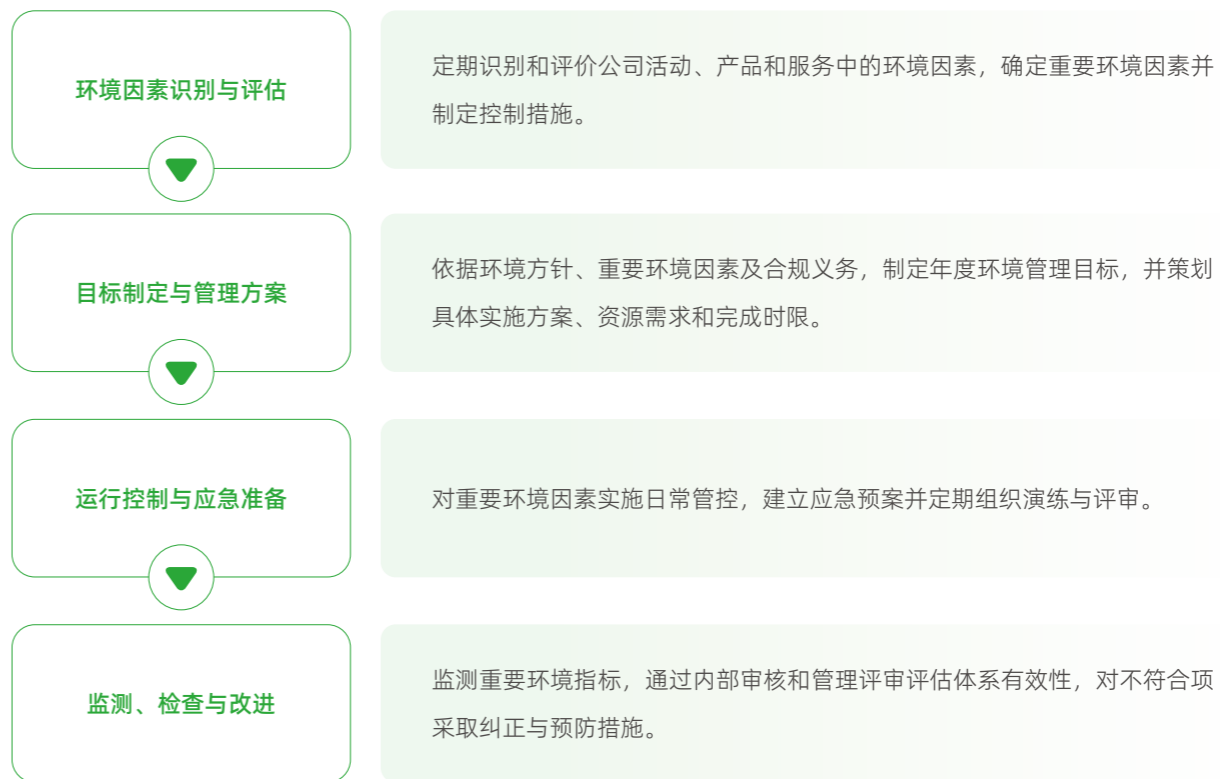 环境因素识别与评估
定期识别和评价公司活动、产品和服务中的环境因素，确定重要环境因素并
制定控制措施。
目标制定与管理方案
依据环境方针、重要环境因素及合规义务，制定年度环境管理目标，并策划
具体实施方案、资源需求和完成时限。
运行控制与应急准备
对重要环境因素实施日常管控，建立应急预案并定期组织演练与评审。
监测、检查与改进
监测重要环境指标，通过内部审核和管理评审评估体系有效性，对不符合项
采取纠正与预防措施。